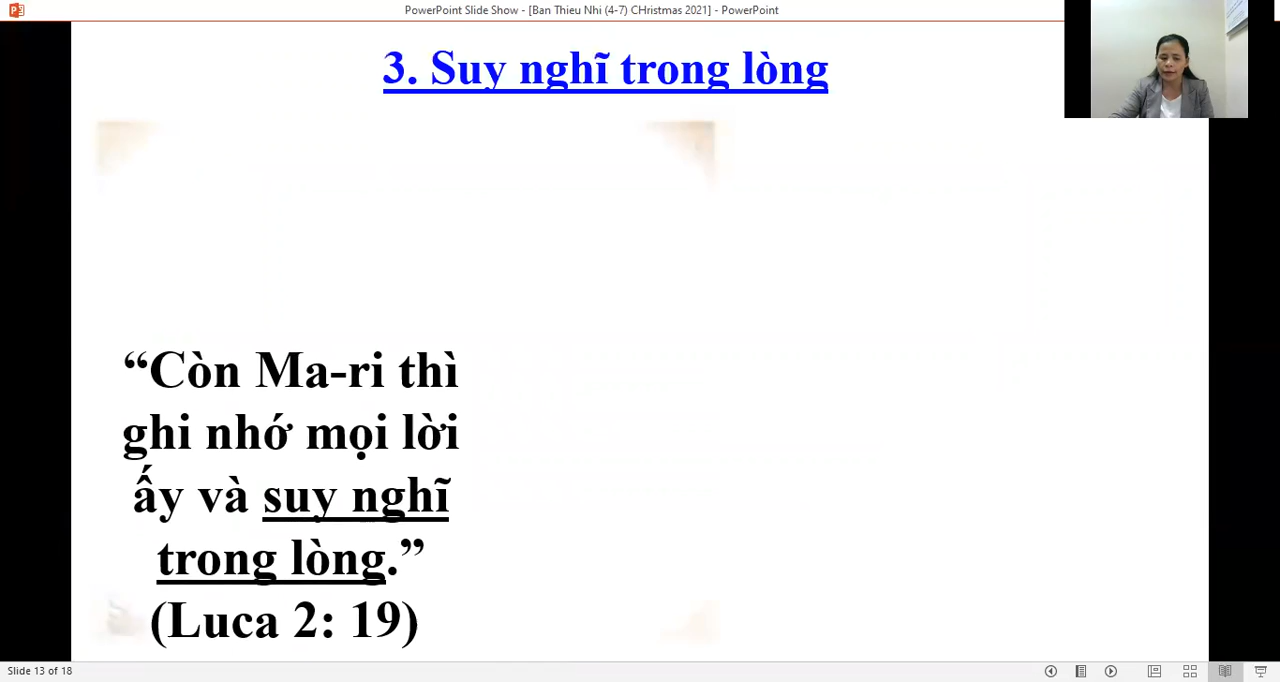 PowerPoint Slide Show - [Ban Thieu Nhi (4-7) CHristmas 2021] - PowerPoint
3. Suy nghĩ trong lòng
“Còn Ma-ri thì
ghi nhớ mọi lời
ấy và suy nghĩ
trong lòng.”
(Luca 2: 19)
Slide 13 of 18